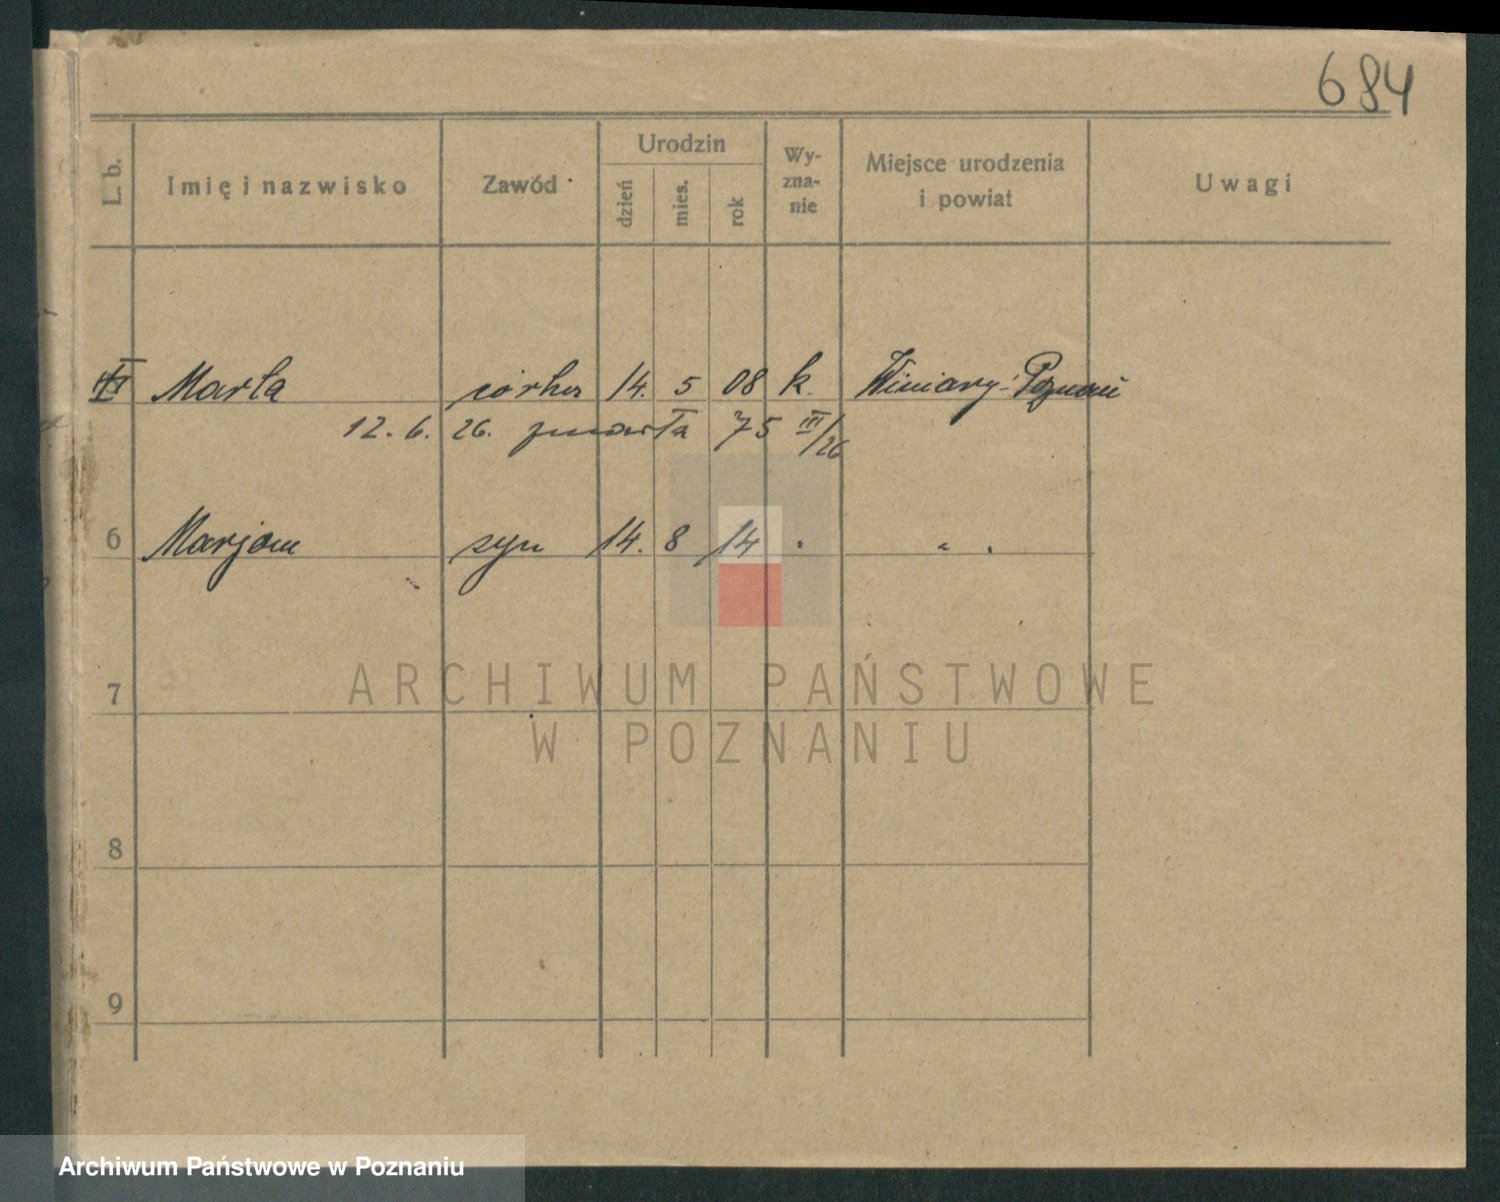 684
L. b.
Imię i nazwisko
Zawód
Urodzin
dzień
mies.
rok
Wy-
zna-
nie
Miejsce urodzenia
i powiat
Uwagi
Marta córka 14. 5 08 k. Winiary-Poznań
12. 6. 26. zmarła 75 III/26
6 Marjan syn 14. 8 14 " " .
7
ARCHIWUM PAŃSTWOWE
W POZNANIU
8
9
Archiwum Państwowe w Poznaniu